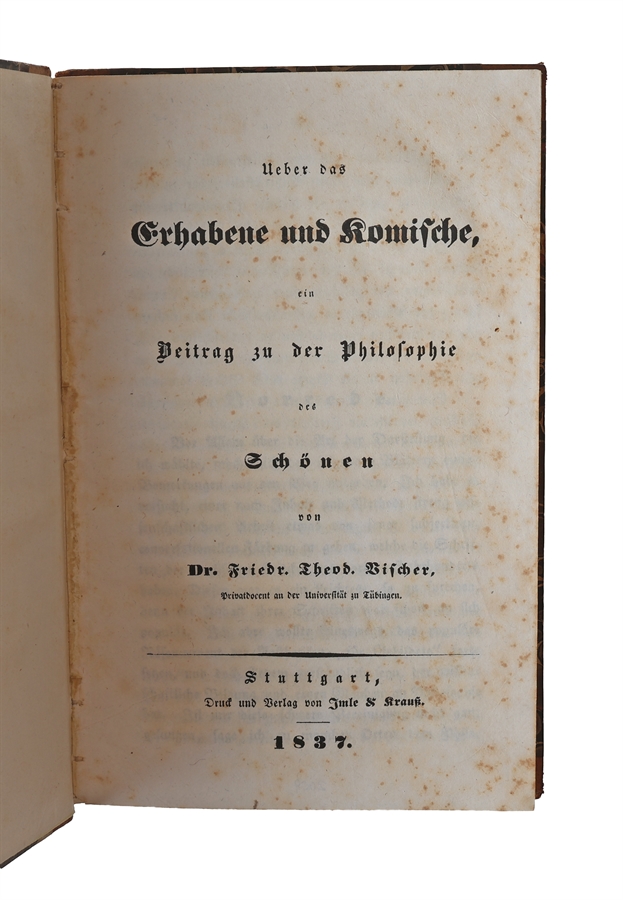 Ueber das
Erhabene und Komische,
ein
Beitrag zu der Philosophie
des
Schönen
von
Dr. Friedr. Theod. Vischer,
Privatdocent an der Universität zu Tübingen.
Stuttgart,
Druck und Verlag von Imle & Krauß.
1837.